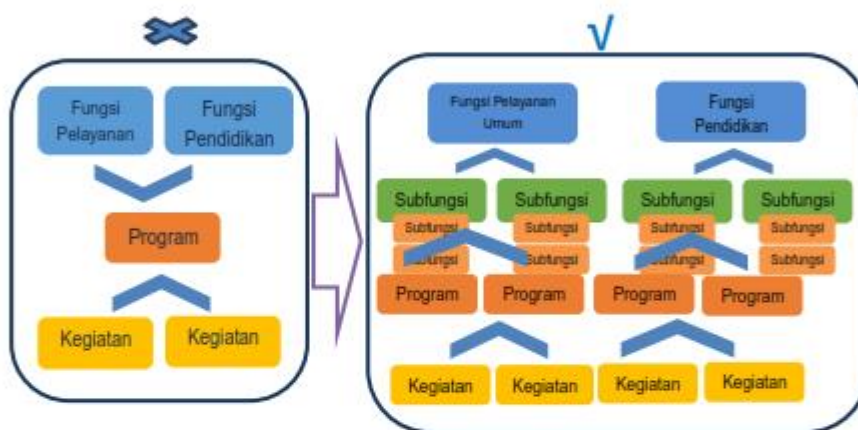 √
Fungsi
Pelayanan
Fungsi
Pendidikan
Program
Kegiatan
Kegiatan
Fungsi Pelayanan
Umum
Fungsi
Pendidikan
Subfungsi
Subfungsi
Subfungsi
Subfungsi
Subfungsi
Subfungsi
Subfungsi
Subfungsi
Subfungsi
Subfungsi
Subfungsi
Subfungsi
Program
Program
Program
Program
Kegiatan
Kegiatan
Kegiatan
Kegiatan